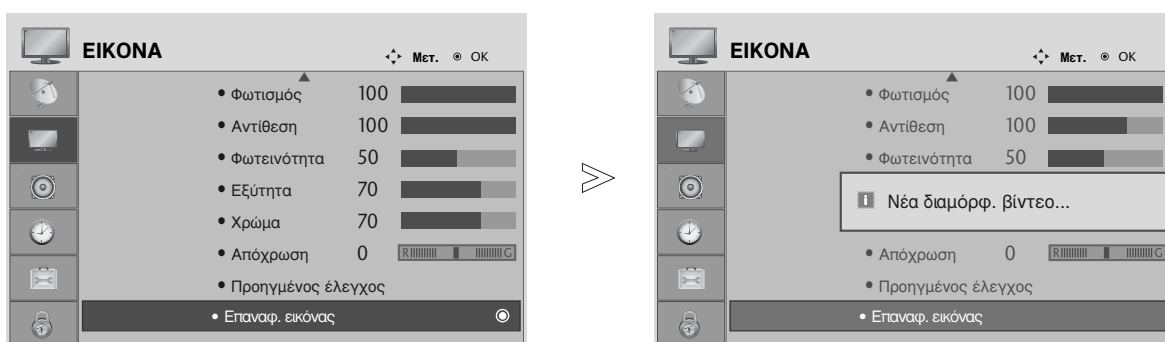 ΕΙΚΟΝΑ Μετ. OK
• Φωτισμός 100
• Αντίθεση 100
• Φωτεινότητα 50
• Εξύτητα 70
• Χρώμα 70
• Απόχρωση 0 R G
• Προηγμένος έλεγχος
• Επαναφ. εικόνας
ΕΙΚΟΝΑ Μετ. OK
• Φωτισμός 100
• Αντίθεση 100
• Φωτεινότητα 50
i Νέα διαμόρφ. βίντεο...
• Απόχρωση 0 R G
• Προηγμένος έλεγχος
• Επαναφ. εικόνας